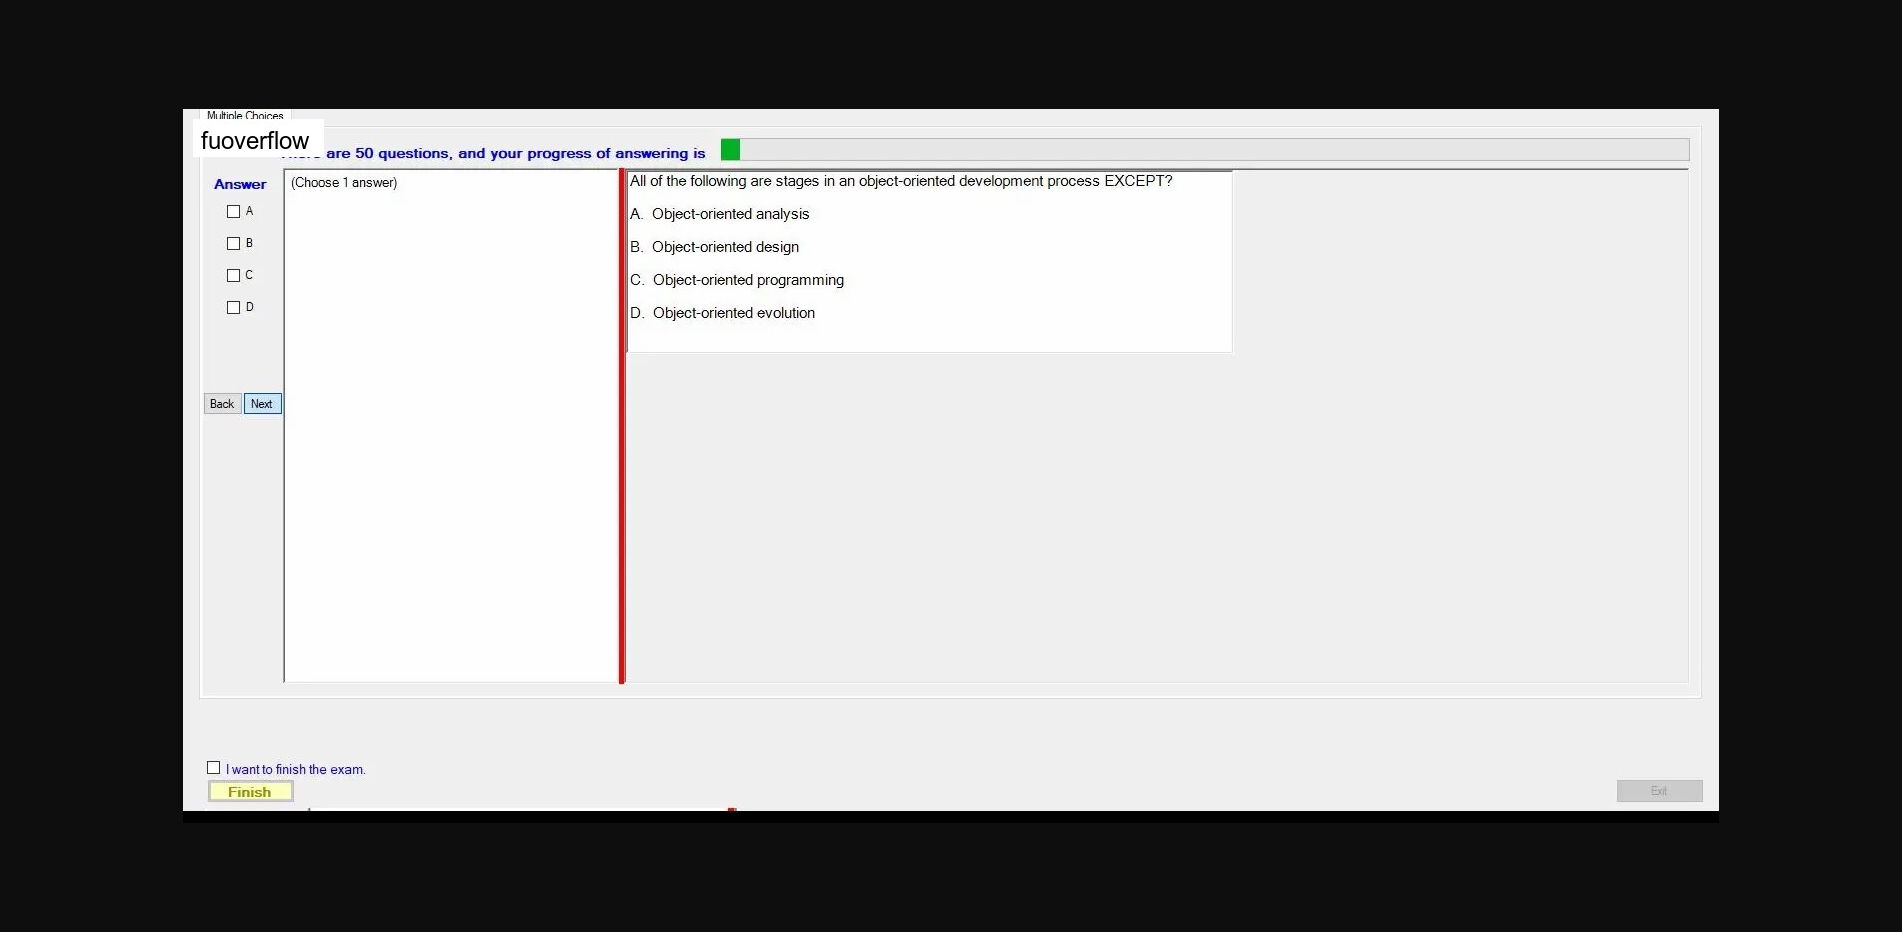 Multiple Choices
fuoverflow
are 50 questions, and your progress of answering is
Answer
(Choose 1 answer)
All of the following are stages in an object-oriented development process EXCEPT?
A
A. Object-oriented analysis
B
B. Object-oriented design
C
C. Object-oriented programming
D
D. Object-oriented evolution
Back
Next
I want to finish the exam.
Finish
Exit